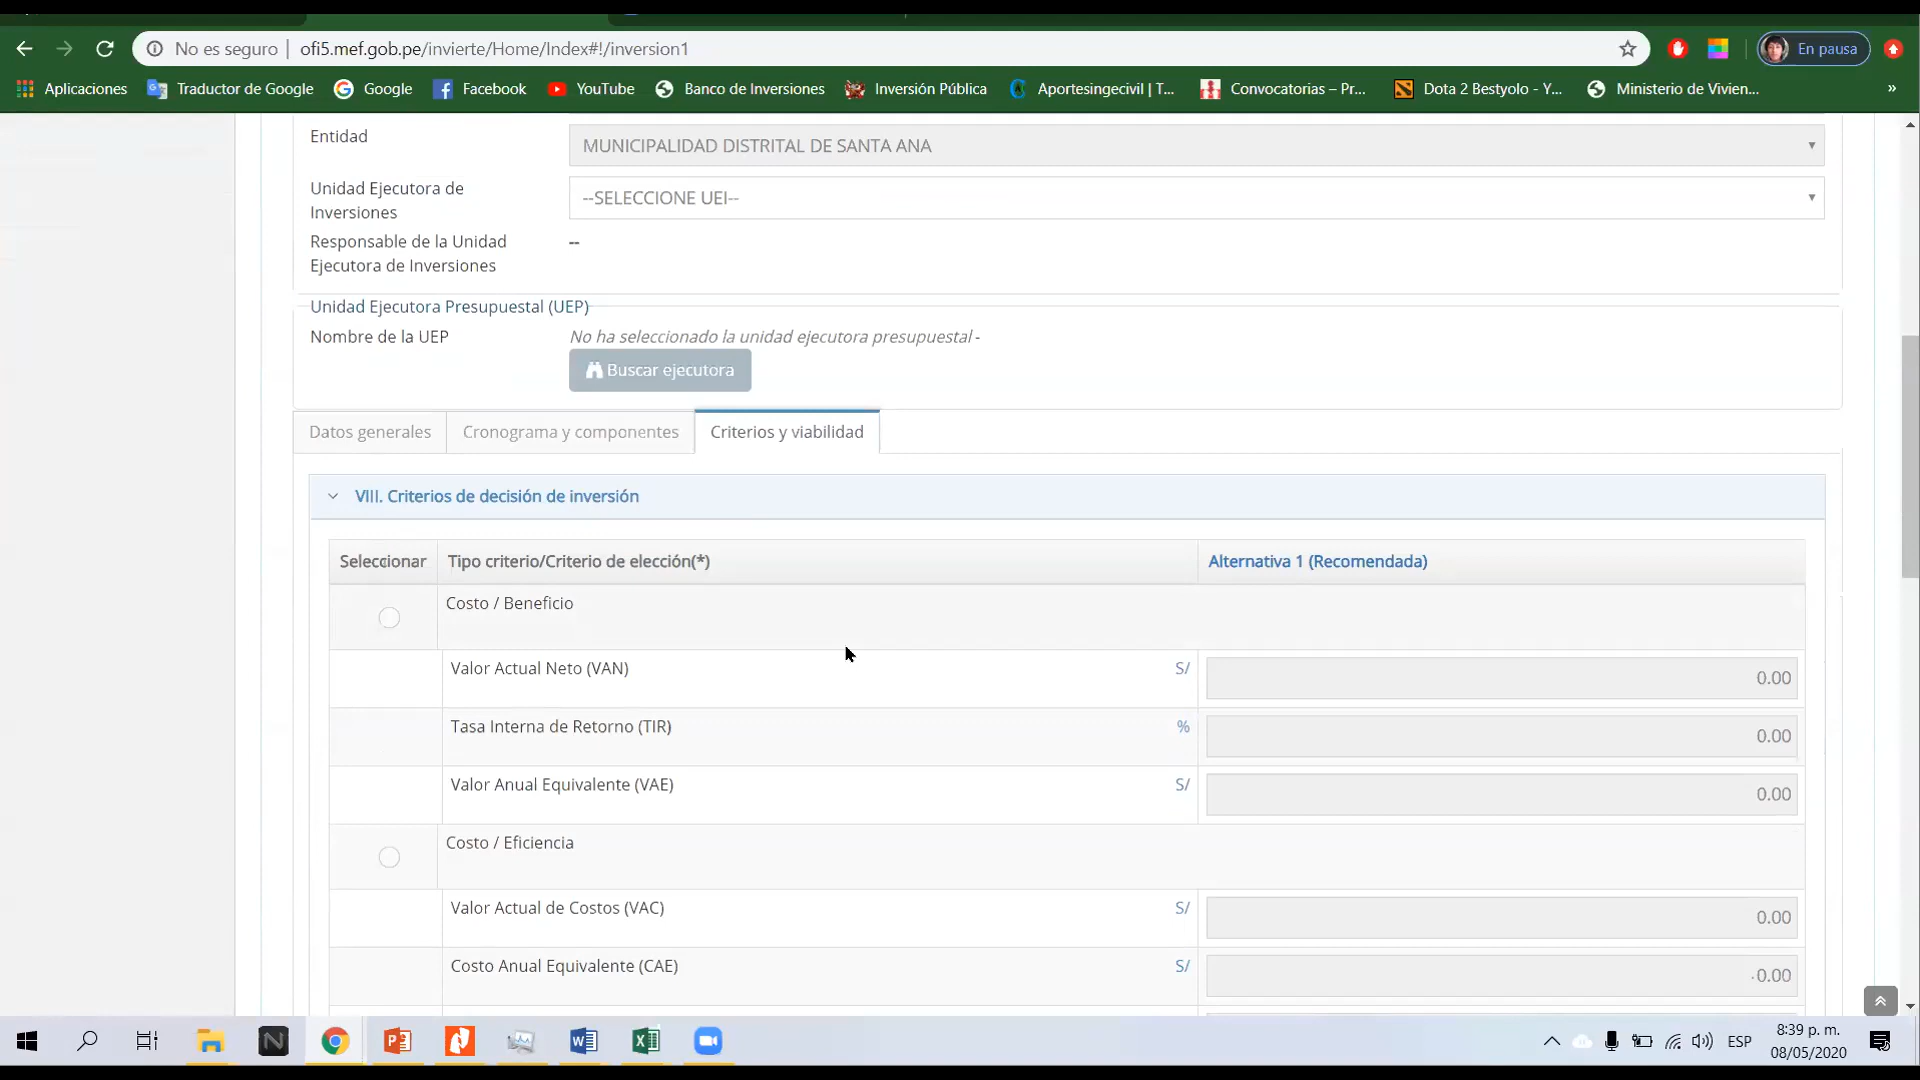 No es seguro | ofi5.mef.gob.pe/invierte/Home/Index#!/inversion1
En pausa
Aplicaciones Traductor de Google Google Facebook YouTube Banco de Inversiones Inversión Pública Aportesingecivil | T... Convocatorias – Pr... Dota 2 Bestyolo - Y... Ministerio de Vivien... »
Entidad
MUNICIPALIDAD DISTRITAL DE SANTA ANA
Unidad Ejecutora de
Inversiones
--SELECCIONE UEI--
Responsable de la Unidad
Ejecutora de Inversiones
--
Unidad Ejecutora Presupuestal (UEP)
Nombre de la UEP
No ha seleccionado la unidad ejecutora presupuestal -
Buscar ejecutora
Datos generales Cronograma y componentes Criterios y viabilidad
VIII. Criterios de decisión de inversión
Seleccionar Tipo criterio/Criterio de elección(*) Alternativa 1 (Recomendada)
Costo / Beneficio
Valor Actual Neto (VAN) S/ 0.00
Tasa Interna de Retorno (TIR) % 0.00
Valor Anual Equivalente (VAE) S/ 0.00
Costo / Eficiencia
Valor Actual de Costos (VAC) S/ 0.00
Costo Anual Equivalente (CAE) S/ 0.00
ESP
8:39 p. m.
08/05/2020